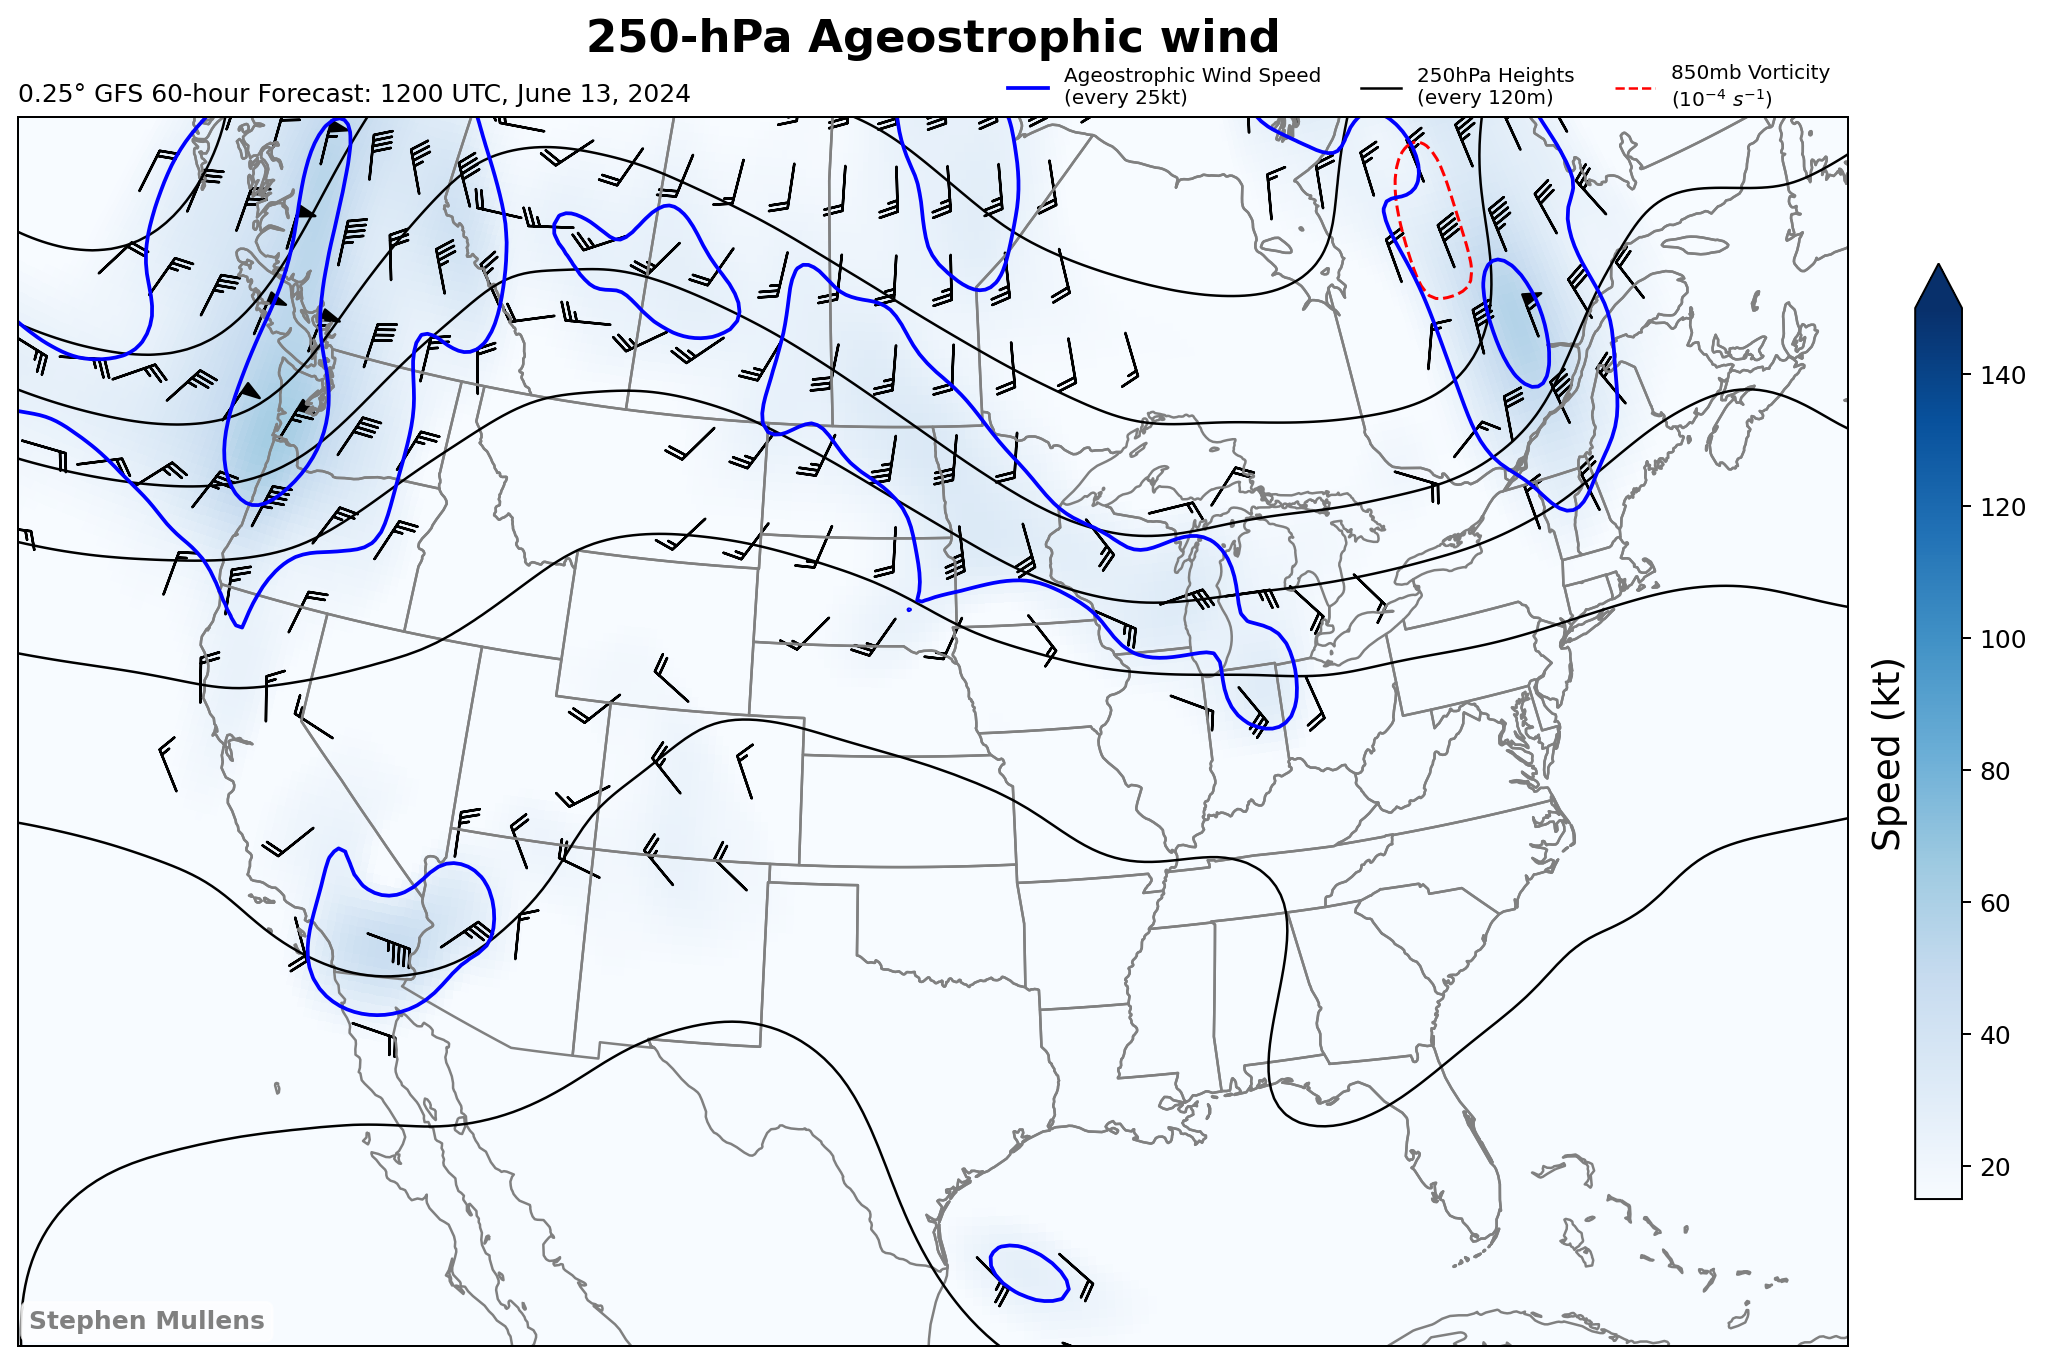 250-hPa Ageostrophic wind
0.25° GFS 60-hour Forecast: 1200 UTC, June 13, 2024
Ageostrophic Wind Speed
(every 25kt)
250hPa Heights
(every 120m)
850mb Vorticity
(10⁻⁴ s⁻¹)
140
120
100
80
60
40
20
Speed (kt)
Stephen Mullens